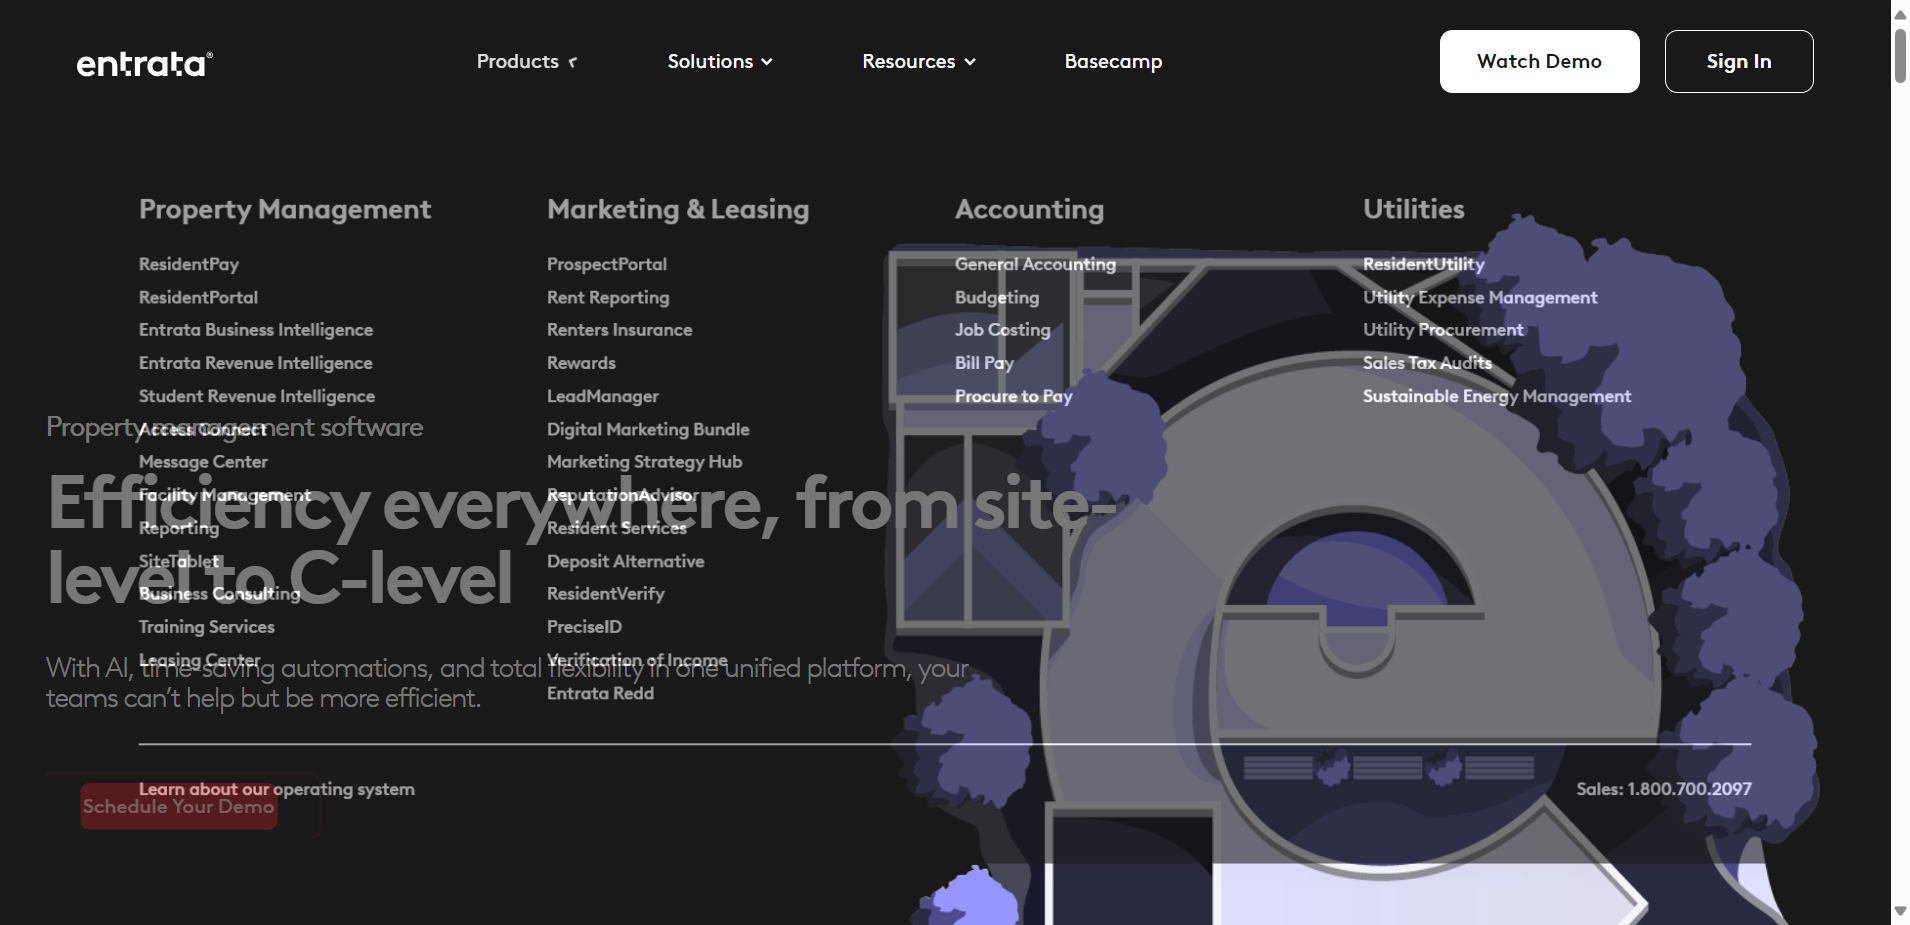 entrata®
Products
Solutions
Resources
Basecamp
Watch Demo
Sign In
Property Management
ResidentPay
ResidentPortal
Entrata Business Intelligence
Entrata Revenue Intelligence
Student Revenue Intelligence
Access Connect
Message Center
Facility Management
Reporting
SiteTablet
Business Consulting
Training Services
Leasing Center
Marketing & Leasing
ProspectPortal
Rent Reporting
Renters Insurance
Rewards
LeadManager
Digital Marketing Bundle
Marketing Strategy Hub
ReputationAdvisor
Resident Services
Deposit Alternative
ResidentVerify
PreciseID
Verification of Income
Entrata Redd
Accounting
General Accounting
Budgeting
Job Costing
Bill Pay
Procure to Pay
Utilities
ResidentUtility
Utility Expense Management
Utility Procurement
Sales Tax Audits
Sustainable Energy Management
Learn about our operating system
Sales: 1.800.700.2097
Property management software
Efficiency everywhere, from site-
level to C-level
With AI, time-saving automations, and total flexibility in one unified platform, your
teams can't help but be more efficient.
Schedule Your Demo